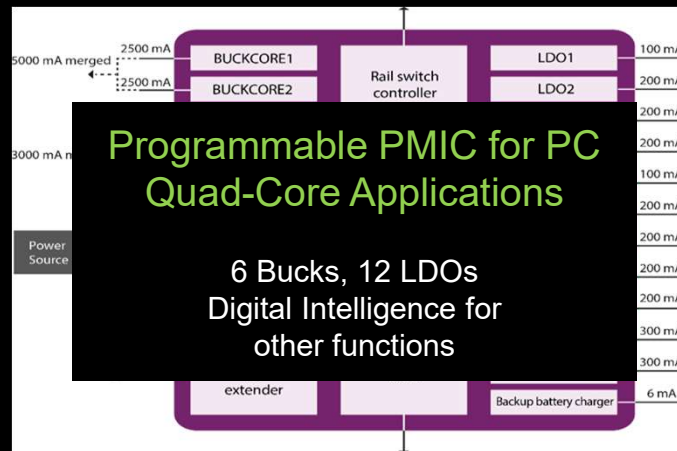 2500 mA
BUCKCORE1
LDO1
100 mA
5000 mA merged
2500 mA
BUCKCORE2
Rail switch
controller
LDO2
200 mA
200 mA
3000 mA
200 mA
100 mA
200 mA
Power
Source
200 mA
200 mA
200 mA
300 mA
300 mA
Programmable PMIC for PC
Quad-Core Applications
6 Bucks, 12 LDOs
Digital Intelligence for
other functions
extender
Backup battery charger
6 mA